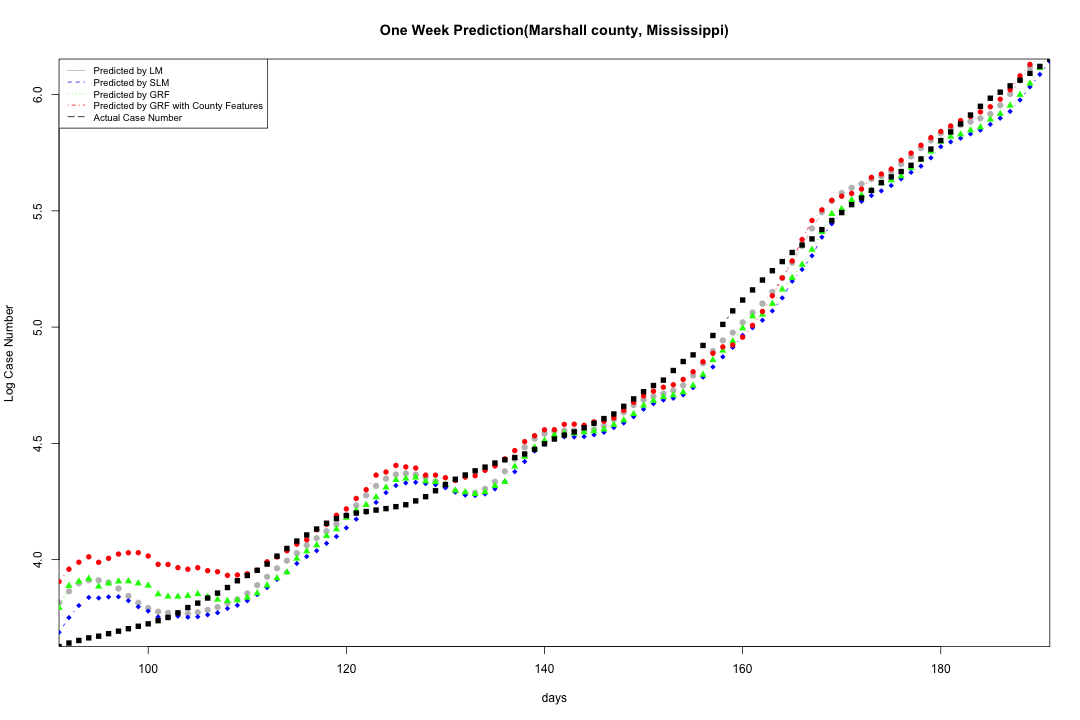 One Week Prediction(Marshall county, Mississippi)
Predicted by LM
Predicted by SLM
Predicted by GRF
Predicted by GRF with County Features
Actual Case Number
6.0
5.5
5.0
4.5
4.0
Log Case Number
100 120 140 160 180
days